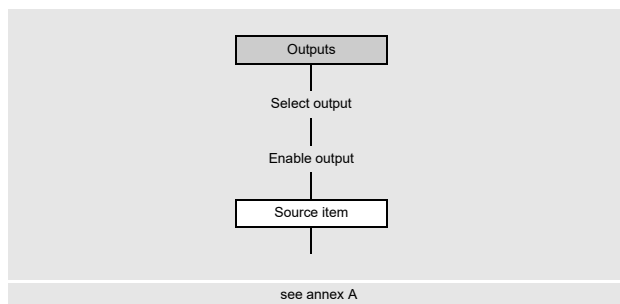 Outputs
Select output
Enable output
Source item
see annex A